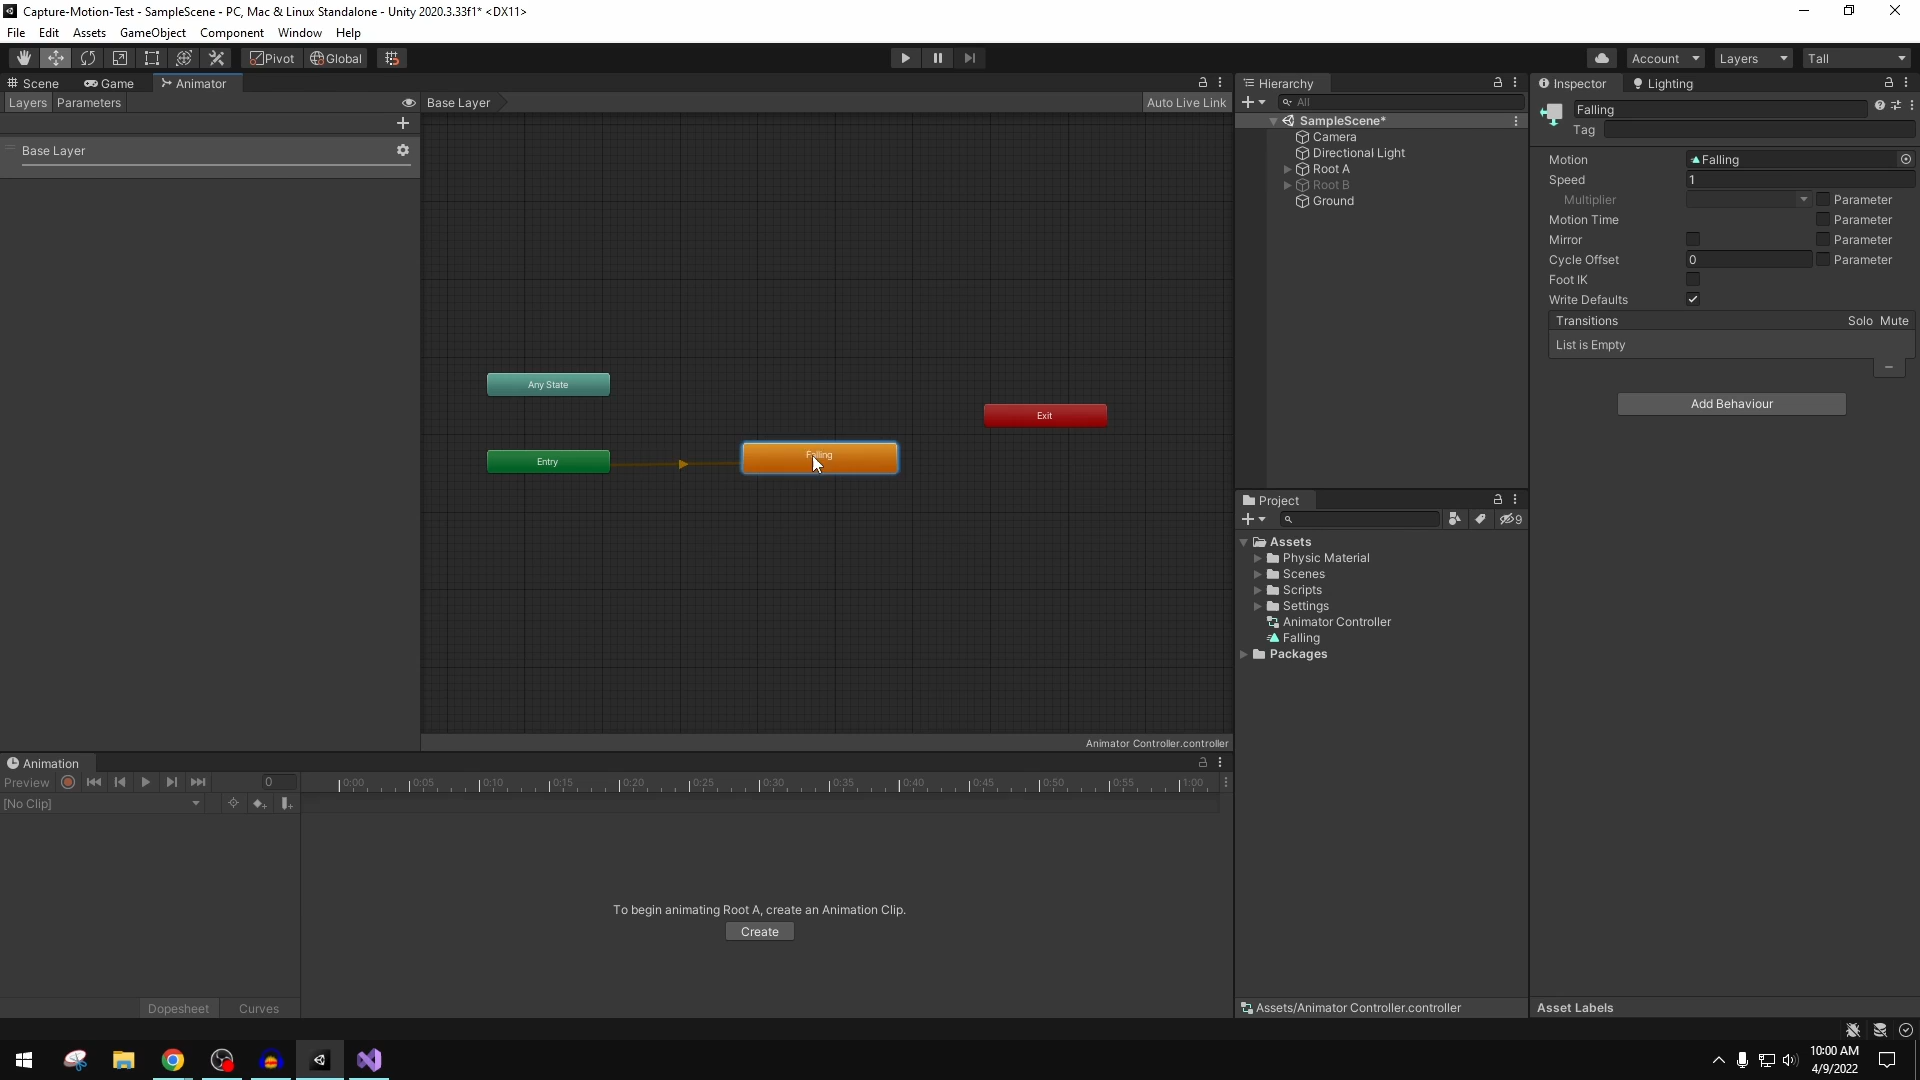 Capture-Motion-Test - SampleScene - PC, Mac & Linux Standalone - Unity 2020.3.33f1* <DX11>
File Edit Assets GameObject Component Window Help
Pivot Global Account Layers Tall
Scene Game Animator
Layers Parameters Base Layer Auto Live Link
Base Layer
Any State
Entry
Falling
Exit
Animator Controller.controller
Hierarchy
All
SampleScene*
Camera
Directional Light
Root A
Root B
Ground
Project
9
Assets
Physic Material
Scenes
Scripts
Settings
Animator Controller
Falling
Packages
Assets/Animator Controller.controller
Inspector Lighting
Falling
Tag
Motion Falling
Speed 1
Multiplier Parameter
Motion Time Parameter
Mirror Parameter
Cycle Offset 0 Parameter
Foot IK
Write Defaults
Transitions Solo Mute
List is Empty
Add Behaviour
Asset Labels
Animation
Preview 0 0:00 0:05 0:10 0:15 0:20 0:25 0:30 0:35 0:40 0:45 0:50 0:55 1:00
[No Clip]
To begin animating Root A, create an Animation Clip.
Create
Dopesheet Curves
10:00 AM
4/9/2022